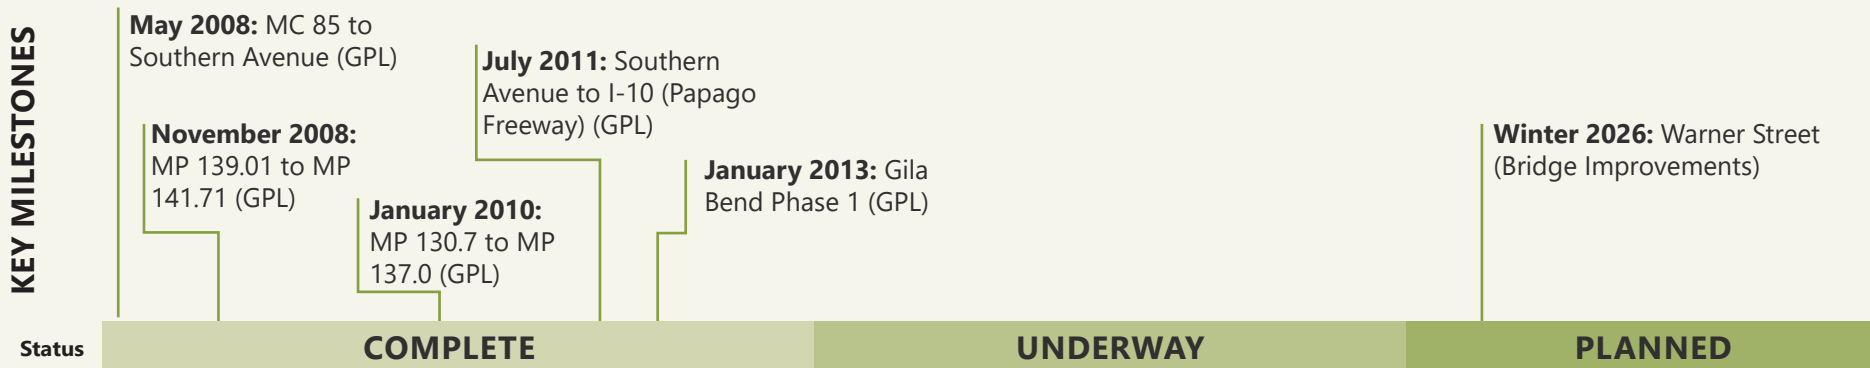 KEY MILESTONES
May 2008: MC 85 to
Southern Avenue (GPL)
November 2008:
MP 139.01 to MP
141.71 (GPL)
January 2010:
MP 130.7 to MP
137.0 (GPL)
July 2011: Southern
Avenue to I-10 (Papago
Freeway) (GPL)
January 2013: Gila
Bend Phase 1 (GPL)
Winter 2026: Warner Street
(Bridge Improvements)
Status
COMPLETE
UNDERWAY
PLANNED